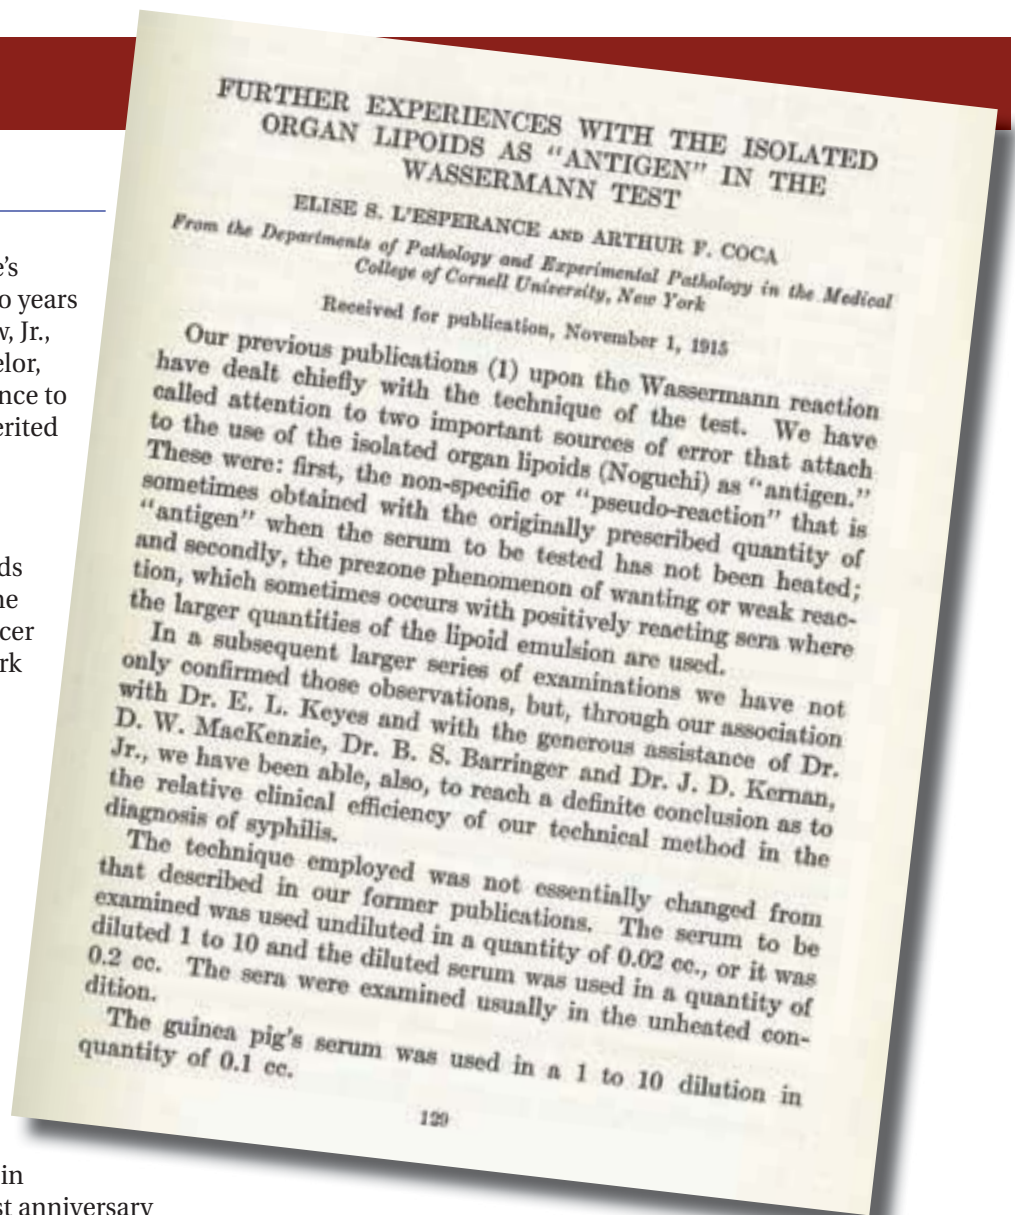 e's
o years
w, Jr.,
elor,
nce to
erited
ds
ne
cer
rk
in
st anniversary
FURTHER EXPERIENCES WITH THE ISOLATED
ORGAN LIPOIDS AS "ANTIGEN" IN THE
WASSERMANN TEST
ELISE S. L'ESPERANCE AND ARTHUR F. COCA
From the Departments of Pathology and Experimental Pathology in the Medical
College of Cornell University, New York
Received for publication, November 1, 1915
Our previous publications (1) upon the Wassermann reaction
have dealt chiefly with the technique of the test. We have
called attention to two important sources of error that attach
to the use of the isolated organ lipoids (Noguchi) as "antigen."
These were: first, the non-specific or "pseudo-reaction" that is
sometimes obtained with the originally prescribed quantity of
"antigen" when the serum to be tested has not been heated;
and secondly, the prezone phenomenon of wanting or weak reac-
tion, which sometimes occurs with positively reacting sera where
the larger quantities of the lipoid emulsion are used.
In a subsequent larger series of examinations we have not
only confirmed those observations, but, through our association
with Dr. E. L. Keyes and with the generous assistance of Dr.
D. W. MacKenzie, Dr. B. S. Barringer and Dr. J. D. Kernan,
Jr., we have been able, also, to reach a definite conclusion as to
the relative clinical efficiency of our technical method in the
diagnosis of syphilis.
The technique employed was not essentially changed from
that described in our former publications. The serum to be
examined was used undiluted in a quantity of 0.02 cc., or it was
diluted 1 to 10 and the diluted serum was used in a quantity of
0.2 cc. The sera were examined usually in the unheated con-
dition.
The guinea pig's serum was used in a 1 to 10 dilution in
quantity of 0.1 cc.
129